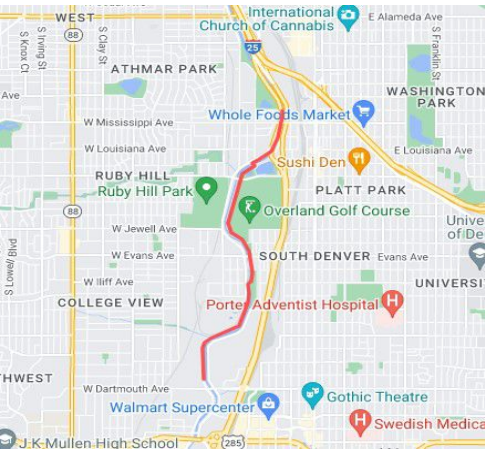 WEST
International
Church of Cannabis
E Alameda Ave
88
S Knox Ct
S Irving St
S Clay St
25
S Franklin St
ATHMAR PARK
WASHINGTON
PARK
Ave
W Mississippi Ave
Whole Foods Market
W Louisiana Ave
E Louisiana Ave
Sushi Den
RUBY HILL
Ruby Hill Park
PLATT PARK
88
Overland Golf Course
W Jewell Ave
Unive
of De
S Lowell Blvd
W Evans Ave
SOUTH DENVER
Evans Ave
W Iliff Ave
UNIVERSI
COLLEGE VIEW
Porter Adventist Hospital
H
THWEST
W Dartmouth Ave
Gothic Theatre
Walmart Supercenter
Swedish Medica
H
J K Mullen High School
285